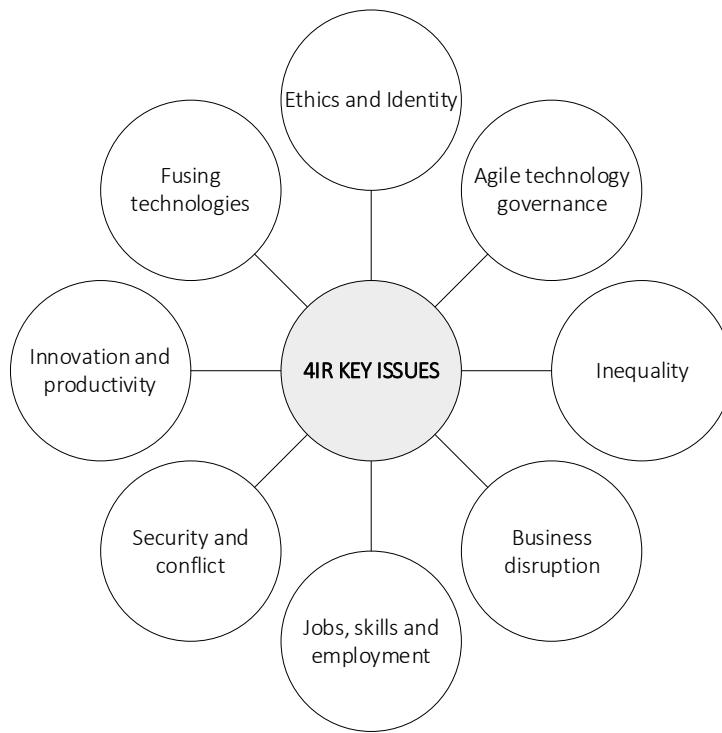 Ethics and Identity
Fusing
technologies
Agile technology
governance
Innovation and
productivity
4IR KEY ISSUES
Inequality
Security and
conflict
Business
disruption
Jobs, skills and
employment